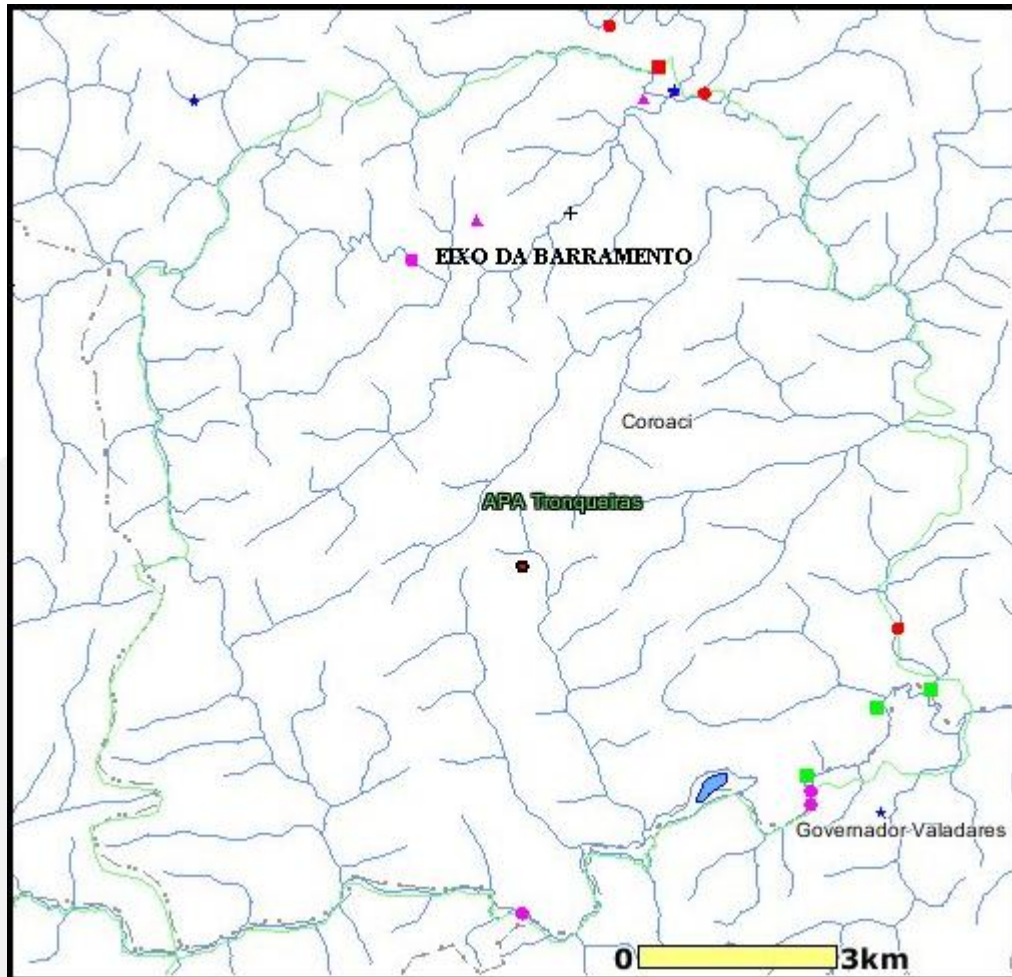 EIXO DA BARRAMENTO
Coroaci
APA Tronqueiras
Governador Valadares
0 3km